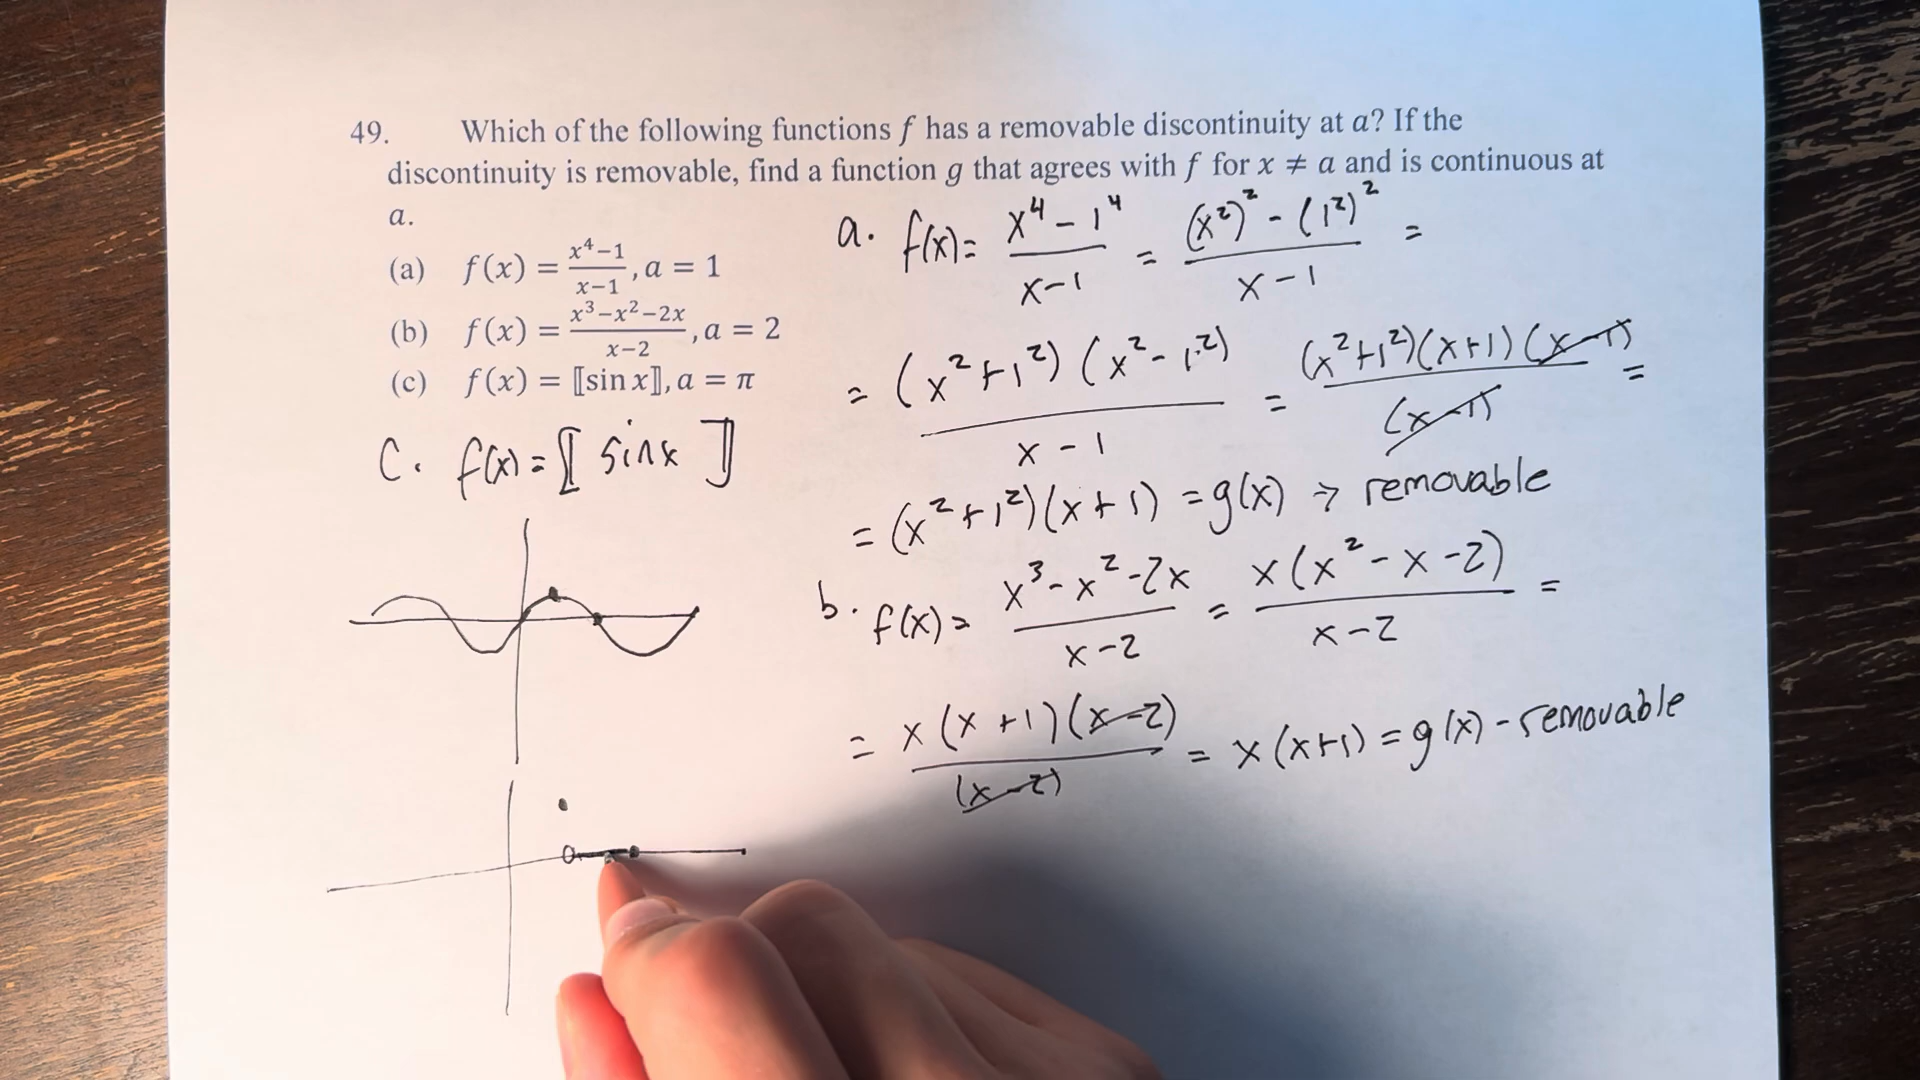 49. Which of the following functions f has a removable discontinuity at a? If the
discontinuity is removable, find a function g that agrees with f for x ≠ a and is continuous at
a.
(a) f(x) = (x⁴−1)/(x−1), a = 1
(b) f(x) = (x³−x²−2x)/(x−2), a = 2
(c) f(x) = ⟦sin x⟧, a = π
C. f(x) = ⟦ sinx ⟧
a. f(x) = (x⁴ - 1⁴)/(x-1) = ((x²)² - (1²)²)/(x-1) =
= ((x²+1²)(x²-1²))/(x-1) = ((x²+1²)(x+1)(x-1))/(x-1) =
= (x²+1²)(x+1) = g(x) → removable
b. f(x) = (x³-x²-2x)/(x-2) = (x(x²-x-2))/(x-2) =
= (x(x+1)(x-2))/(x-2) = x(x+1) = g(x) - removable